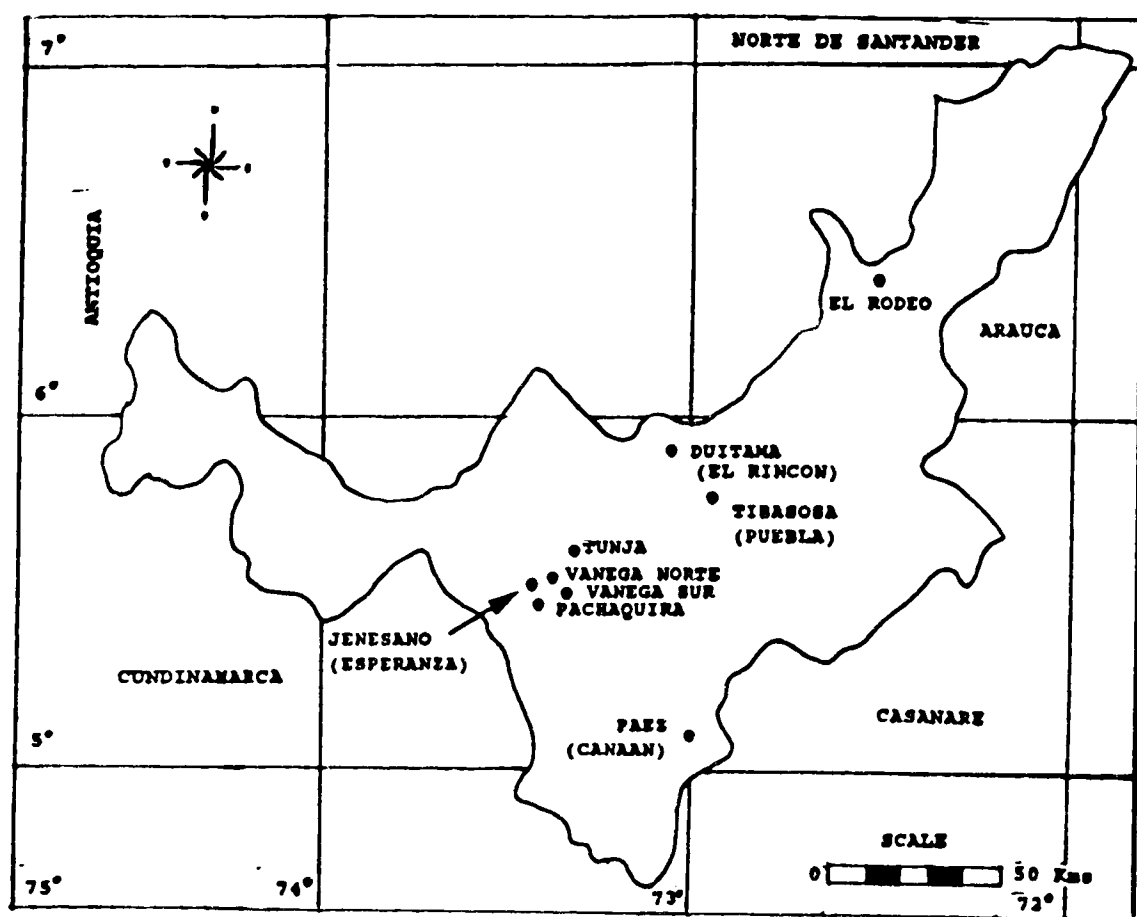 7°
NORTE DE SANTANDER
ANTIOQUIA
EL RODEO
ARAUCA
6°
DUITAMA
(EL RINCON)
TIBASOSA
(PUEBLA)
TUNJA
VANEGA NORTE
VANEGA SUR
PACHAQUIRA
JENESANO
(ESPERANZA)
CUNDINAMARCA
CASANARE
PAEZ
(CANAAN)
5°
SCALE
0 50 Kms
75° 74° 73° 72°